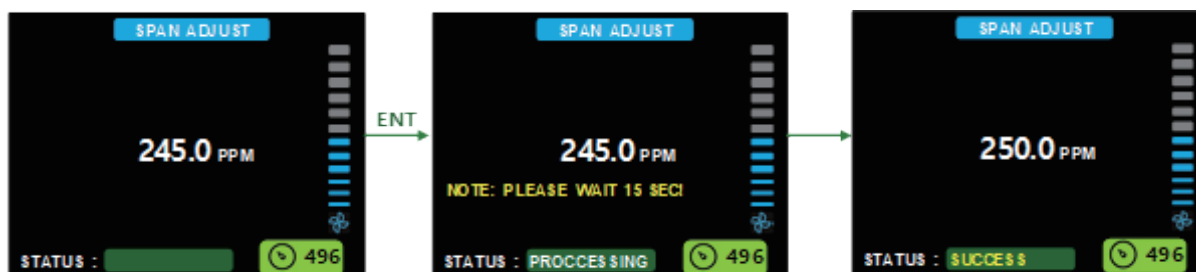 SPAN ADJUST
245.0 PPM
STATUS :
496
ENT
SPAN ADJUST
245.0 PPM
NOTE: PLEASE WAIT 15 SEC!
STATUS : PROCCESSING
496
SPAN ADJUST
250.0 PPM
STATUS : SUCCESS
496